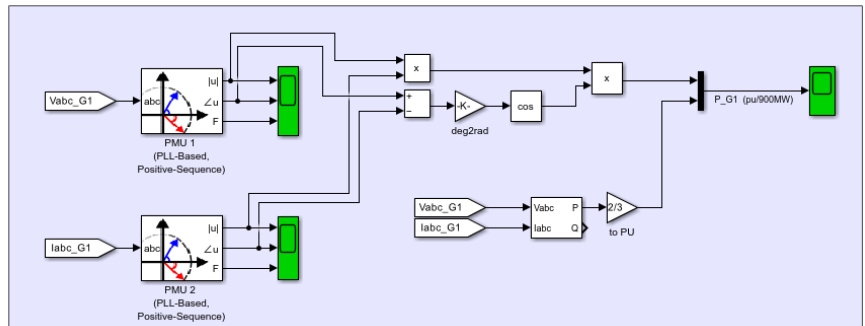 Vabc_G1
abc
|u|
∠u
F
PMU 1
(PLL-Based,
Positive-Sequence)
x
+
−
-K-
deg2rad
cos
x
P_G1 (pu/900MW)
Iabc_G1
abc
|u|
∠u
F
PMU 2
(PLL-Based,
Positive-Sequence)
Vabc_G1
Iabc_G1
Vabc
P
Iabc
Q
2/3
to PU